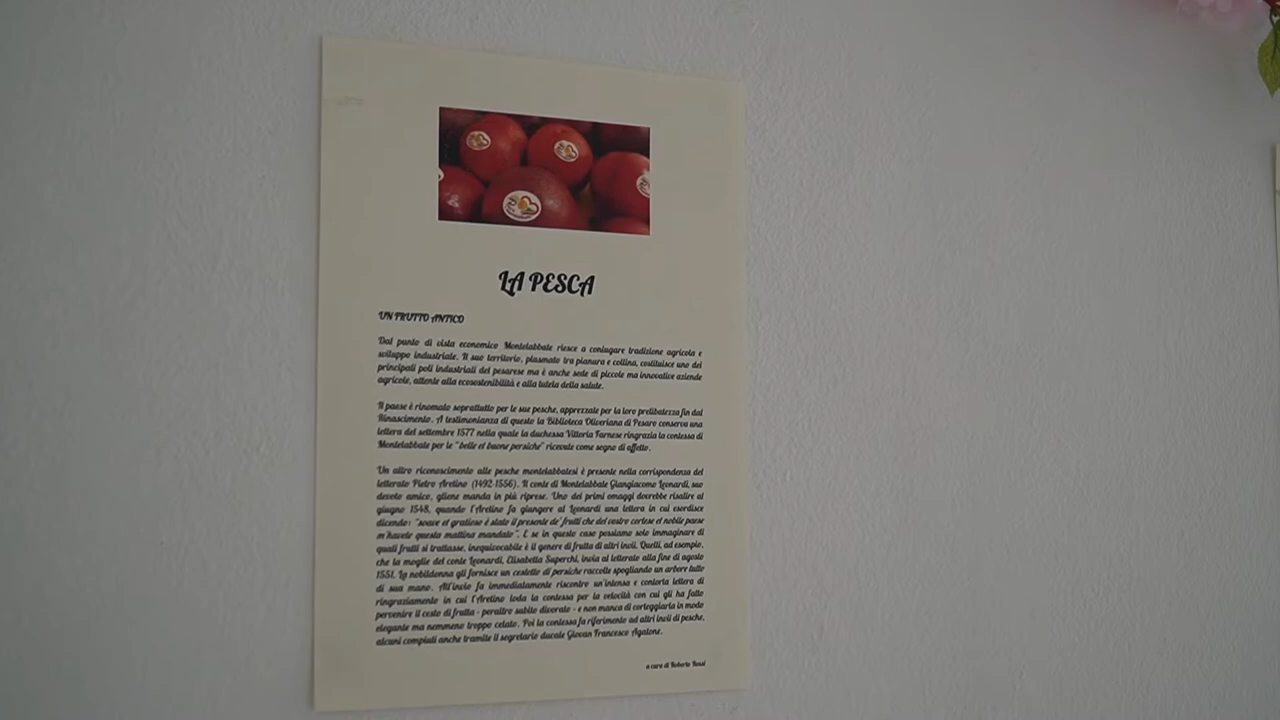 LA PESCA
UN FRUTTO ANTICO
Dal punto di vista economico Montelabbate riesce a coniugare tradizione agricola e
sviluppo industriale. Il suo territorio, plasmato tra pianura e collina, costituisce uno dei
principali poli industriali del pesarese ma è anche sede di piccole ma innovative aziende
agricole, attente alla ecosostenibilità e alla tutela della salute.
Il paese è rinomato soprattutto per le sue pesche, apprezzate per la loro prelibatezza fin dal
Rinascimento. A testimonianza di questo la Biblioteca Oliveriana di Pesaro conserva una
lettera del settembre 1577 nella quale la duchessa Vittoria Farnese ringrazia la contessa di
Montelabbate per le "belle et buone persiche" ricevute come segno di affetto.
Un altro riconoscimento alle pesche montelabbatesi è presente nella corrispondenza del
letterato Pietro Aretino (1492-1556). Il conte di Montelabbate Giangiacomo Leonardi, suo
devoto amico, gliene manda in più riprese. Uno dei primi omaggi dovrebbe risalire al
giugno 1548, quando l'Aretino fa giungere al Leonardi una lettera in cui esordisce
dicendo: "soave et gratioso è stato il presente de' frutti che del vostro cortese et nobile paese
m'havete questa mattina mandato". E se in questo caso possiamo solo immaginare di
quali frutti si trattasse, inequivocabile è il genere di frutta di altri invii. Quelli, ad esempio,
che la moglie del conte Leonardi, Elisabetta Superchi, invia al letterato alla fine di agosto
1551. La nobildonna gli fornisce un cestello di persiche raccolte spogliando un arbore tutto
di sua mano. All'invio fa immediatamente riscontro un'intensa e contorta lettera di
ringraziamento in cui l'Aretino loda la contessa per la velocità con cui gli ha fatto
pervenire il cesto di frutta - peraltro subito divorato - e non manca di corteggiarla in modo
elegante ma nemmeno troppo celato. Poi la contessa fa riferimento ad altri invii di pesche,
alcuni compiuti anche tramite il segretario ducale Giovan Francesco Agatone.
a cura di Roberto Rossi